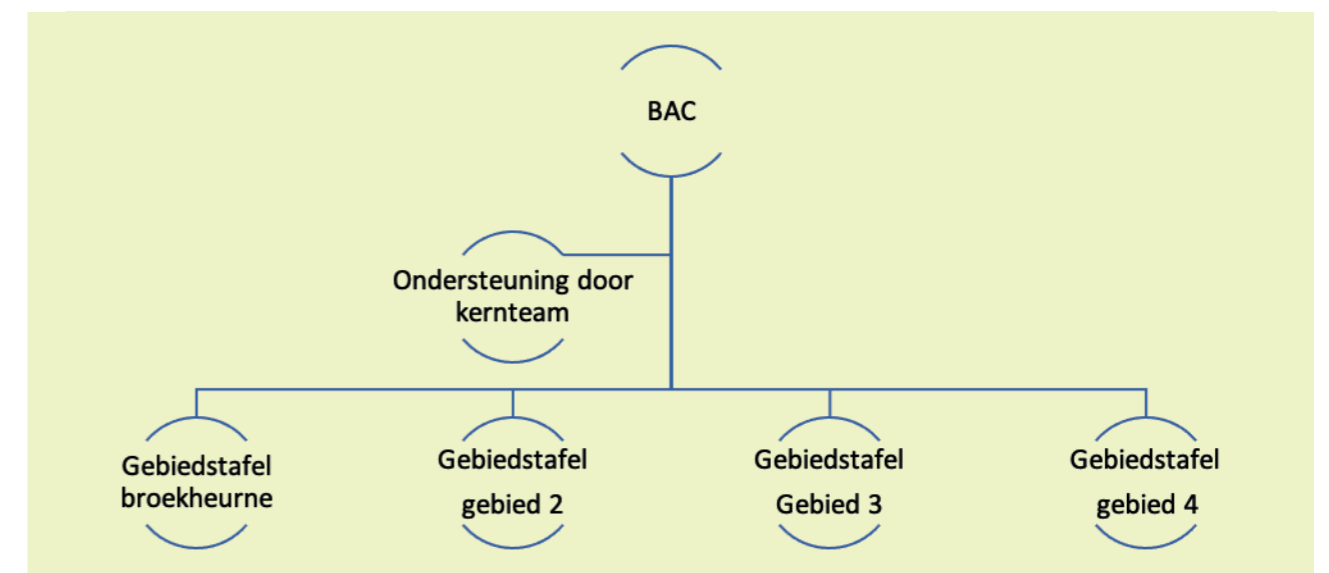 BAC
Ondersteuning door
kernteam
Gebiedstafel
broekheurne
Gebiedstafel
gebied 2
Gebiedstafel
Gebied 3
Gebiedstafel
gebied 4